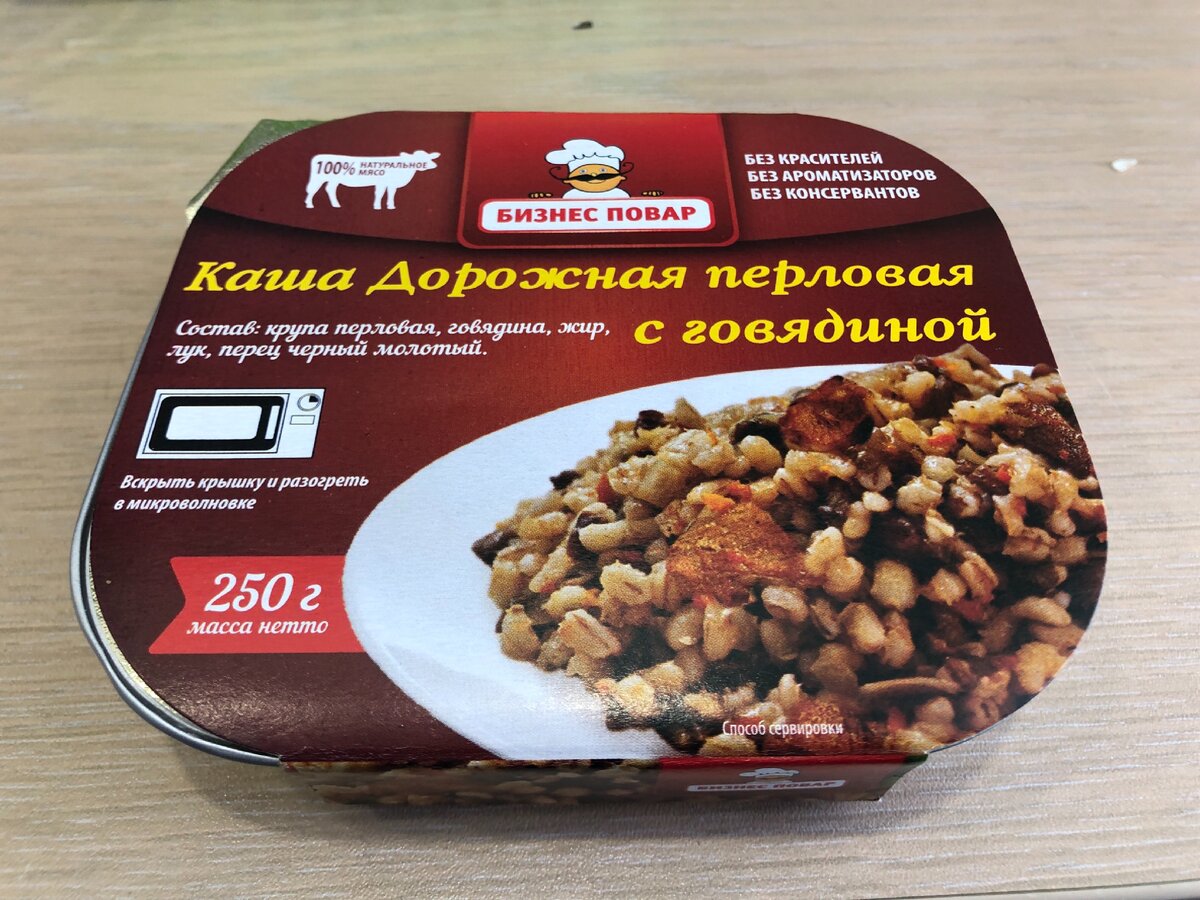 100% НАТУРАЛЬНОЕ
МЯСО
БИЗНЕС ПОВАР
БЕЗ КРАСИТЕЛЕЙ
БЕЗ АРОМАТИЗАТОРОВ
БЕЗ КОНСЕРВАНТОВ
Каша Дорожная перловая
с говядиной
Состав: крупа перловая, говядина, жир,
лук, перец черный молотый.
Вскрыть крышку и разогреть
в микроволновке
250 г
масса нетто
Способ сервировки
БИЗНЕС ПОВАР